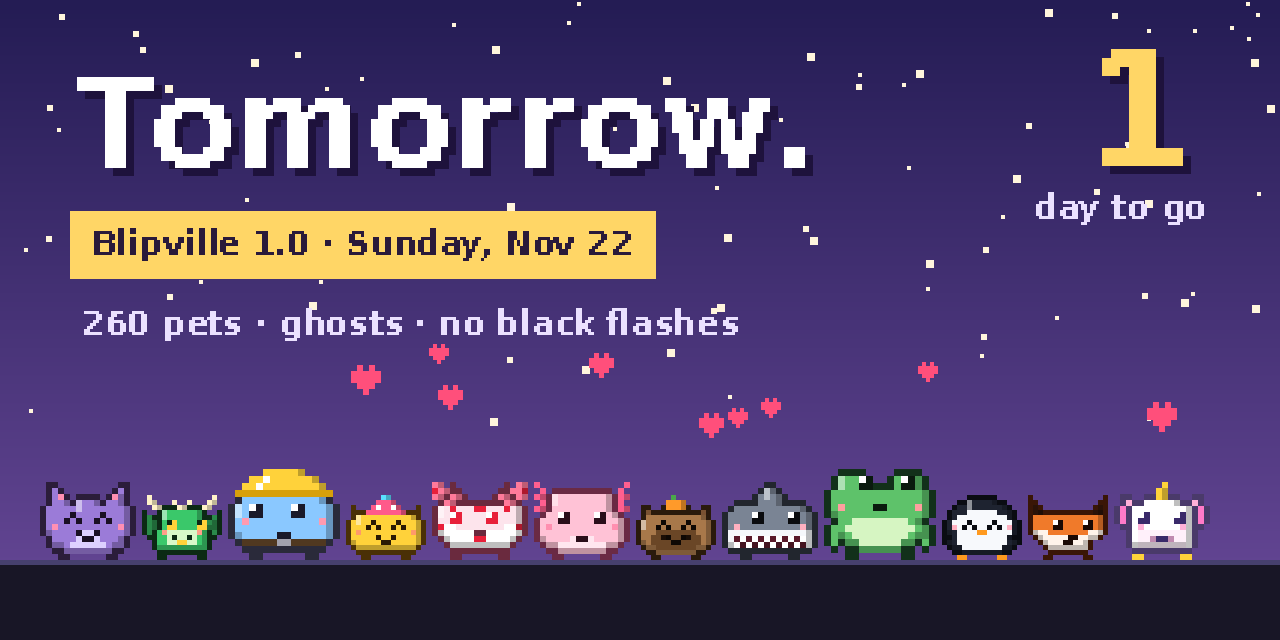 Tomorrow.
1
day to go
Blipville 1.0 · Sunday, Nov 22
260 pets · ghosts · no black flashes